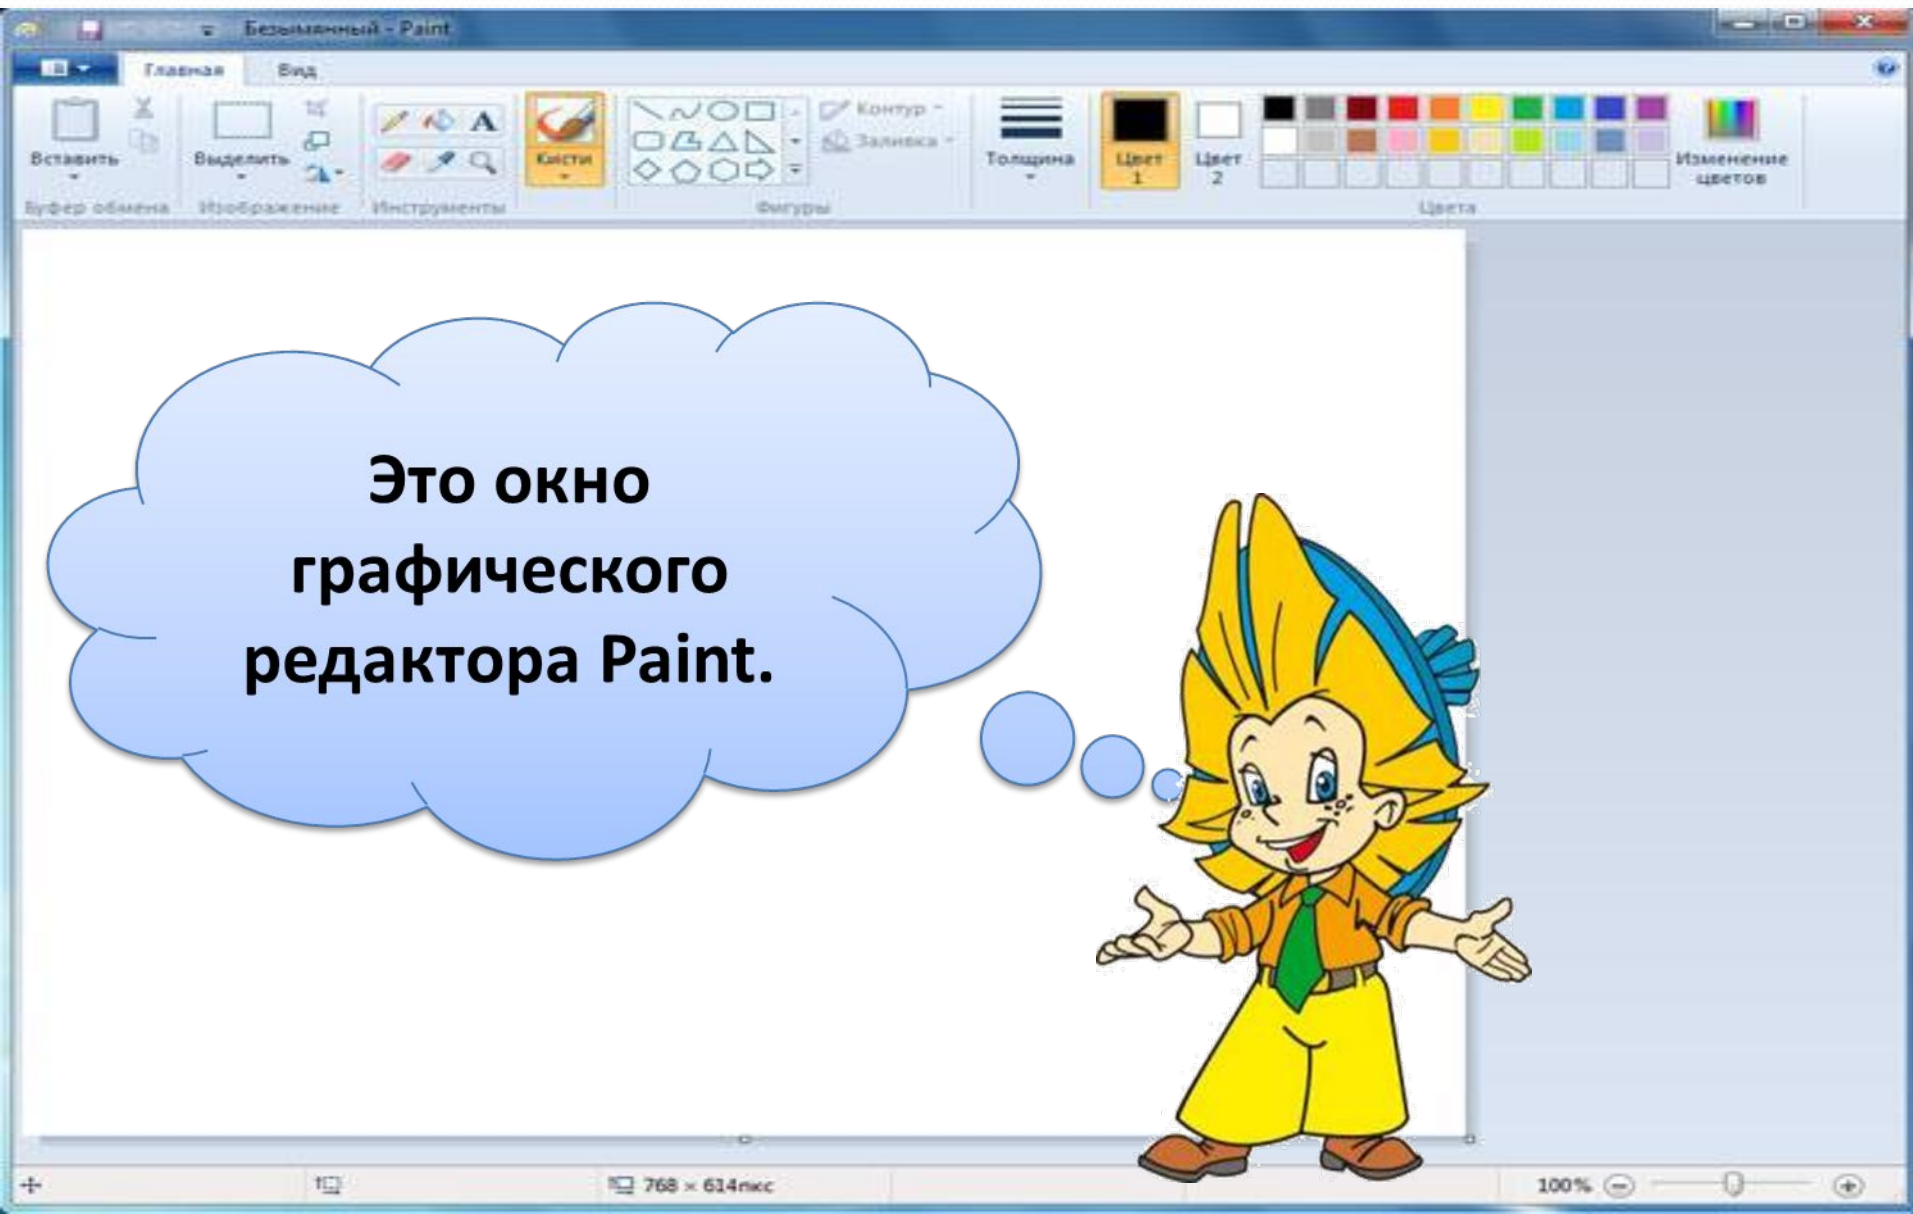 Безымянный - Paint
Главная Вид
Контур
Заливка
Вставить Выделить Кисти Толщина Цвет 1 Цвет 2 Изменение цветов
Буфер обмена Изображение Инструменты Фигуры Цвета
Это окно
графического
редактора Paint.
768 × 614пкс 100%